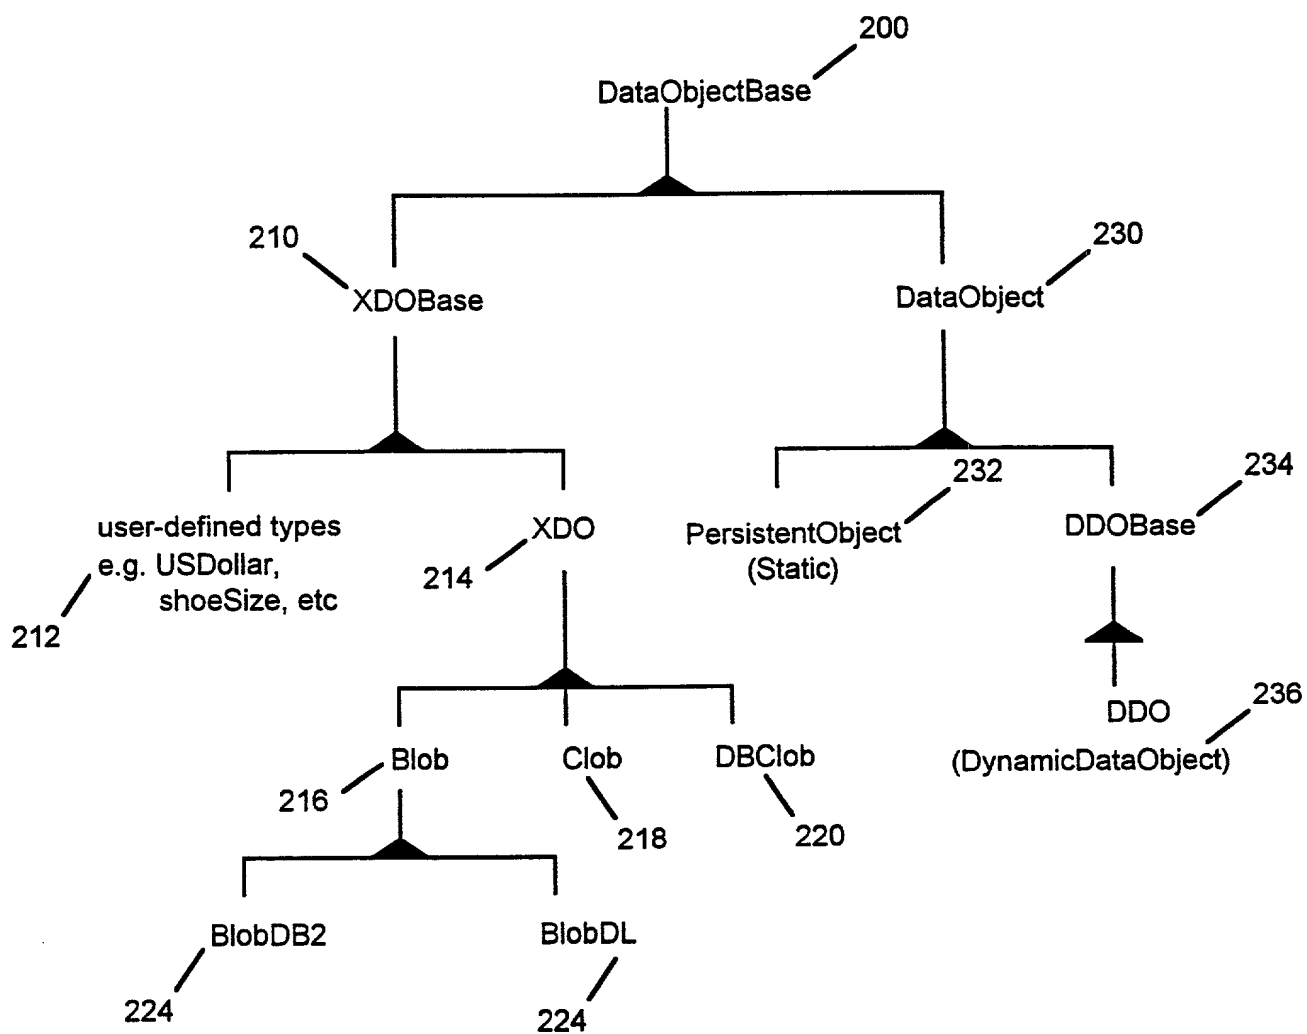 200
DataObjectBase
210
230
XDOBase
DataObject
232
234
user-defined types
e.g. USDollar,
shoeSize, etc
XDO
PersistentObject
(Static)
DDOBase
214
212
236
DDO
(DynamicDataObject)
Blob
Clob
DBClob
216
218
220
BlobDB2
BlobDL
224
224